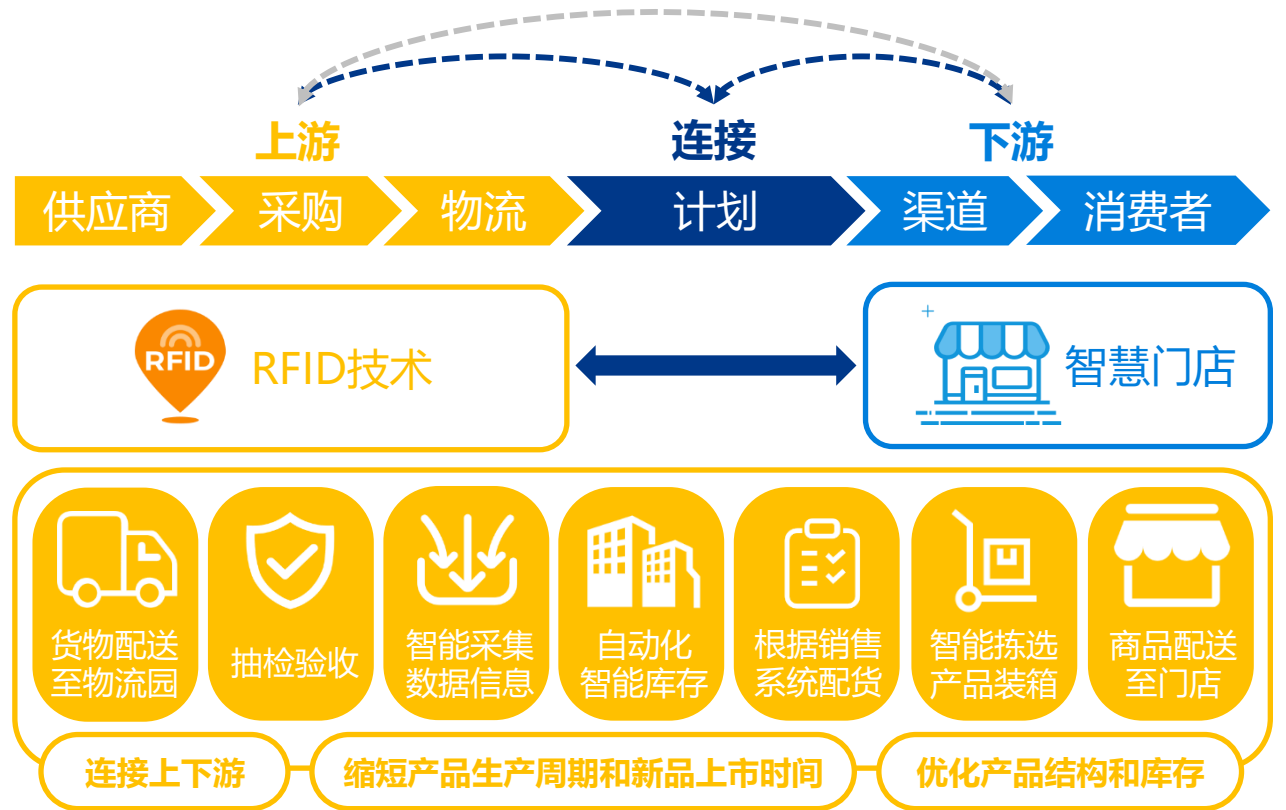 上游
连接
下游
供应商
采购
物流
计划
渠道
消费者
RFID
RFID技术
智慧门店
货物配送
至物流园
抽检验收
智能采集
数据信息
自动化
智能库存
根据销售
系统配货
智能拣选
产品装箱
商品配送
至门店
连接上下游
缩短产品生产周期和新品上市时间
优化产品结构和库存